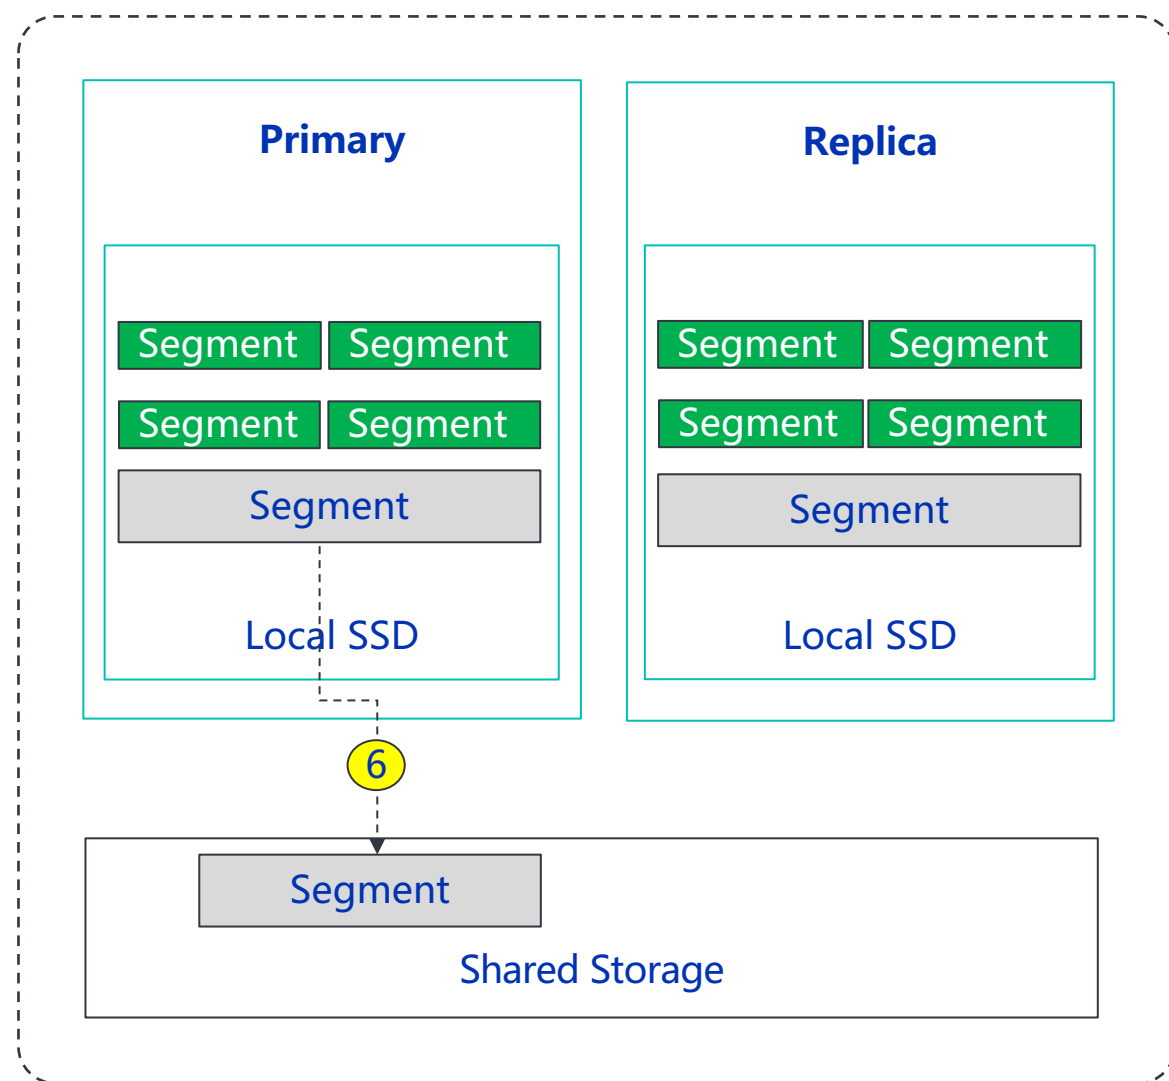 Primary
Segment Segment
Segment Segment
Segment
Local SSD
Replica
Segment Segment
Segment Segment
Segment
Local SSD
6
Segment
Shared Storage